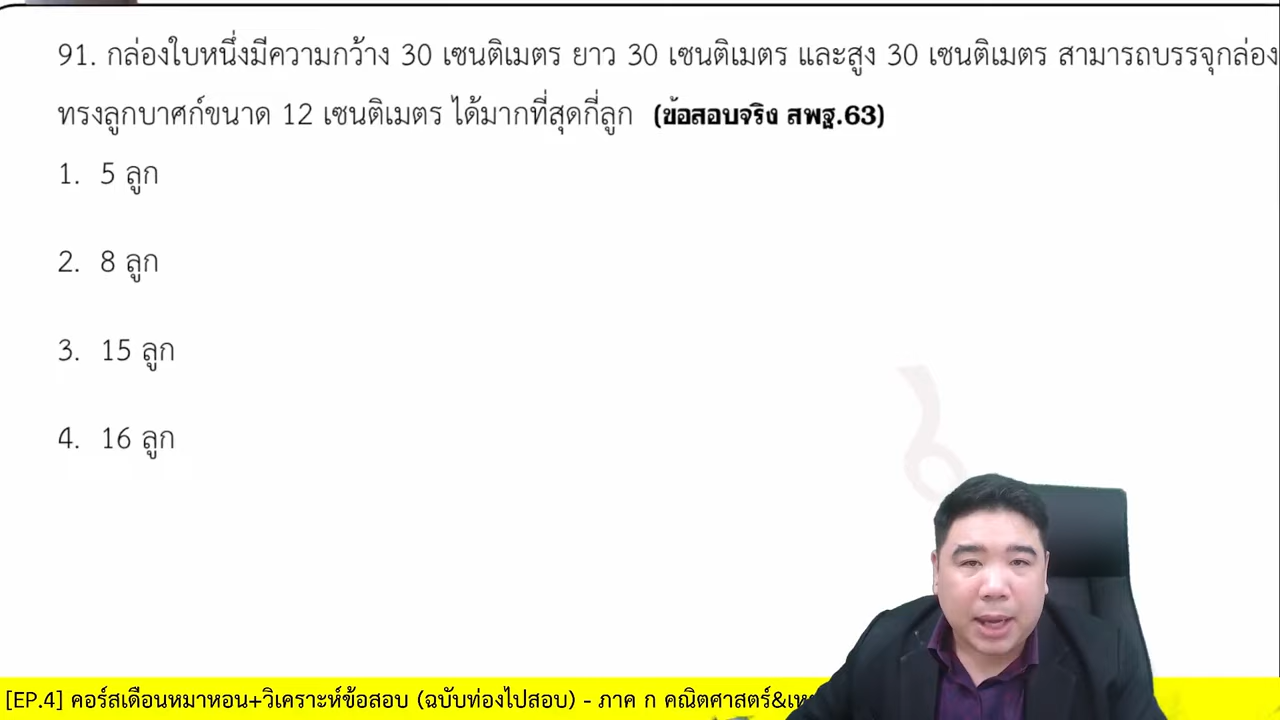 91. กล่องใบหนึ่งมีความกว้าง 30 เซนติเมตร ยาว 30 เซนติเมตร และสูง 30 เซนติเมตร สามารถบรรจุกล่อง
ทรงลูกบาศก์ขนาด 12 เซนติเมตร ได้มากที่สุดกี่ลูก (ข้อสอบจริง สพฐ.63)
1. 5 ลูก
2. 8 ลูก
3. 15 ลูก
4. 16 ลูก
[EP.4] คอร์สเดือนหมาหอน+วิเคราะห์ข้อสอบ (ฉบับท่องไปสอบ) - ภาค ก คณิตศาสตร์&